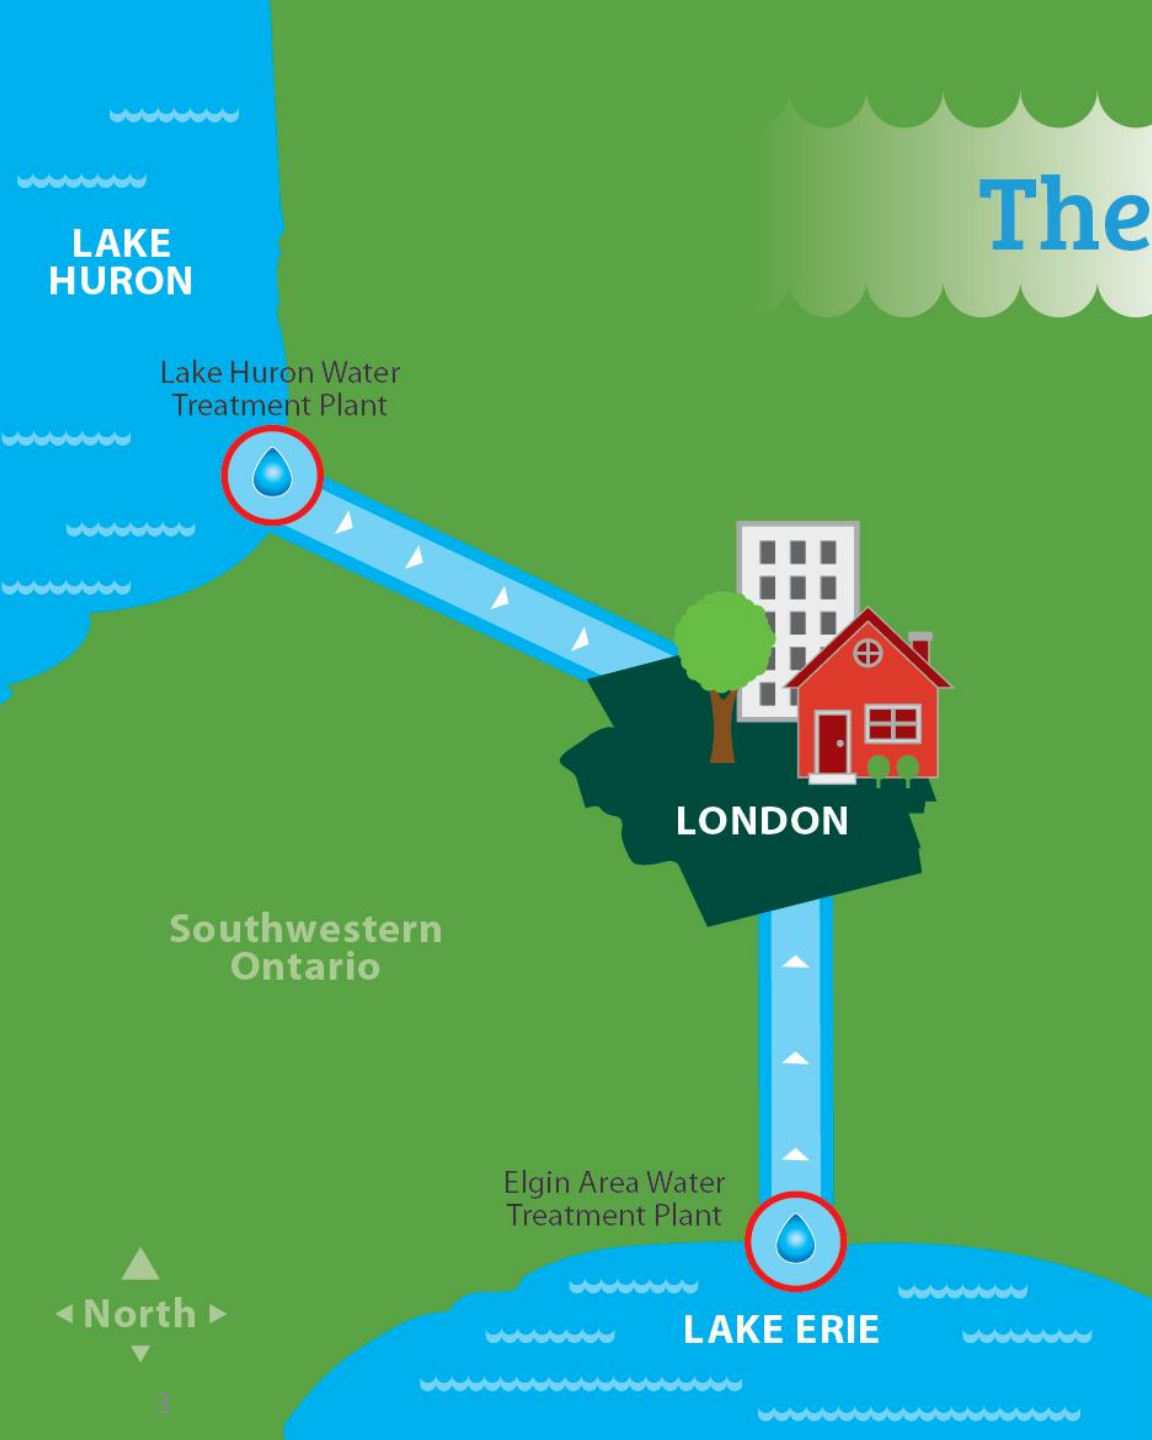 The
LAKE
HURON
Lake Huron Water
Treatment Plant
LONDON
Southwestern
Ontario
Elgin Area Water
Treatment Plant
North
LAKE ERIE
3